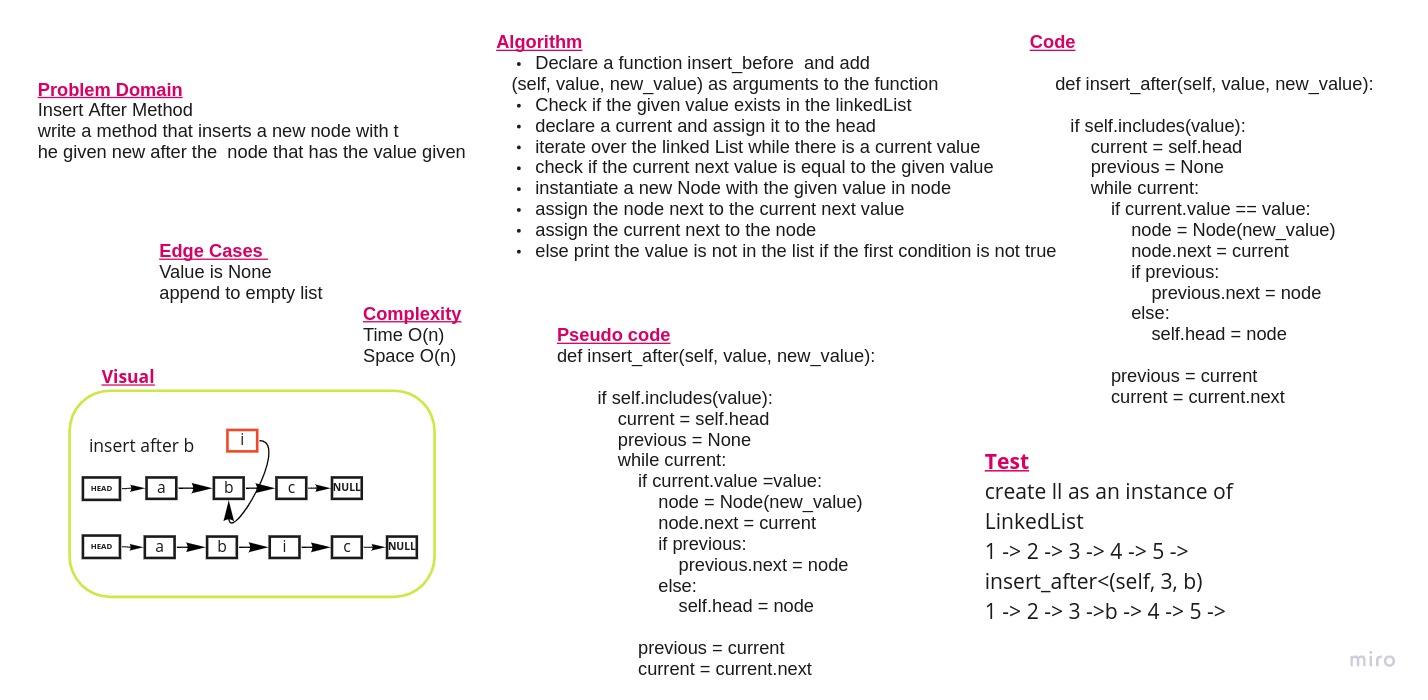 Problem Domain
Insert After Method
write a method that inserts a new node with t
he given new after the  node that has the value given
Edge Cases
Value is None
append to empty list
Complexity
Time O(n)
Space O(n)
Visual
insert after b
i
HEAD a b c NULL
HEAD a b i c NULL
Algorithm
• Declare a function insert_before  and add
(self, value, new_value) as arguments to the function
• Check if the given value exists in the linkedList
• declare a current and assign it to the head
• iterate over the linked List while there is a current value
• check if the current next value is equal to the given value
• instantiate a new Node with the given value in node
• assign the node next to the current next value
• assign the current next to the node
• else print the value is not in the list if the first condition is not true
Pseudo code
def insert_after(self, value, new_value):
if self.includes(value):
current = self.head
previous = None
while current:
if current.value =value:
node = Node(new_value)
node.next = current
if previous:
previous.next = node
else:
self.head = node
previous = current
current = current.next
Code
def insert_after(self, value, new_value):
if self.includes(value):
current = self.head
previous = None
while current:
if current.value == value:
node = Node(new_value)
node.next = current
if previous:
previous.next = node
else:
self.head = node
previous = current
current = current.next
Test
create ll as an instance of
LinkedList
1 -> 2 -> 3 -> 4 -> 5 ->
insert_after<(self, 3, b)
1 -> 2 -> 3 ->b -> 4 -> 5 ->
miro